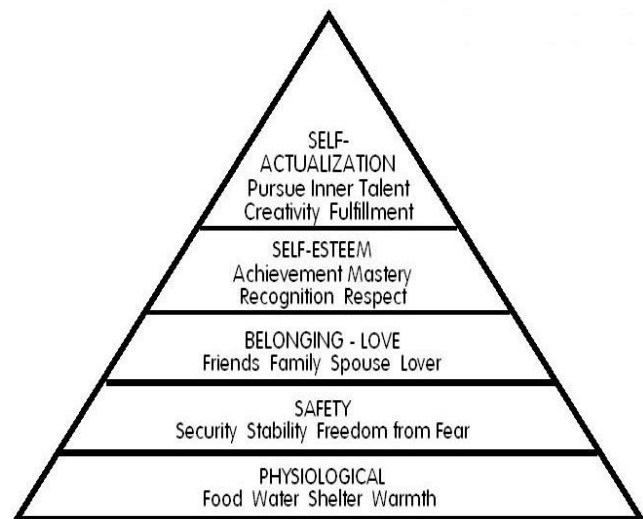 SELF-
ACTUALIZATION
Pursue Inner Talent
Creativity Fulfillment
SELF-ESTEEM
Achievement Mastery
Recognition Respect
BELONGING - LOVE
Friends Family Spouse Lover
SAFETY
Security Stability Freedom from Fear
PHYSIOLOGICAL
Food Water Shelter Warmth